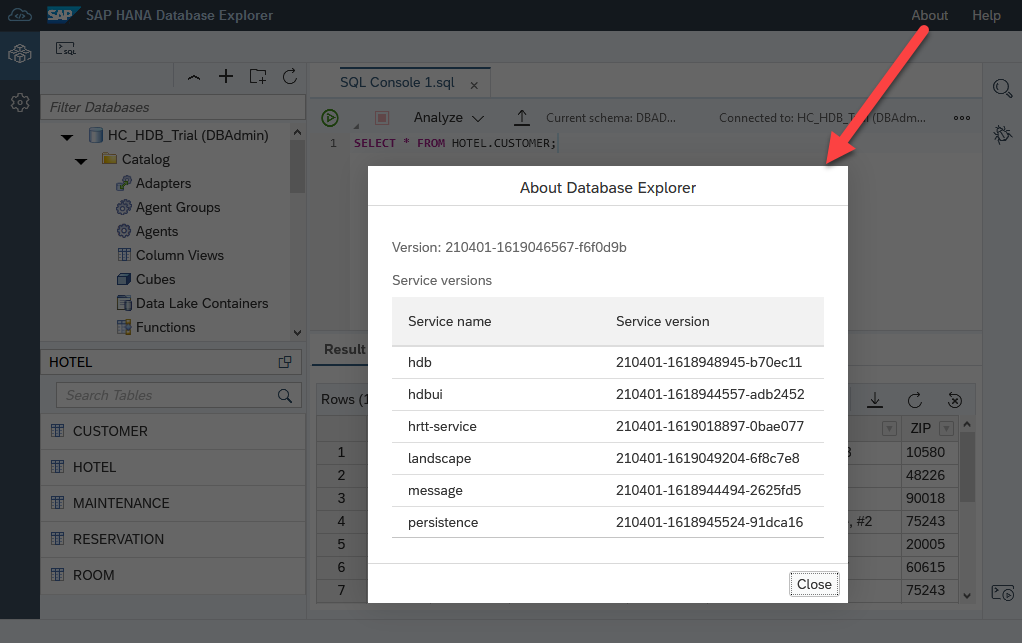 SAP SAP HANA Database Explorer About Help
SQL
SQL Console 1.sql
Filter Databases
Analyze Current schema: DBAD... Connected to: HC_HDB_Trial (DBAdm...
HC_HDB_Trial (DBAdmin)
Catalog
Adapters
Agent Groups
Agents
Column Views
Cubes
Data Lake Containers
Functions
1 SELECT * FROM HOTEL.CUSTOMER;
HOTEL
Search Tables
CUSTOMER
HOTEL
MAINTENANCE
RESERVATION
ROOM
Result
Rows (1
ZIP
1 10580
2 48226
3 90018
4 , #2 75243
5 20005
6 60615
7 75243
About Database Explorer
Version: 210401-1619046567-f6f0d9b
Service versions
Service name Service version
hdb 210401-1618948945-b70ec11
hdbui 210401-1618944557-adb2452
hrtt-service 210401-1619018897-0bae077
landscape 210401-1619049204-6f8c7e8
message 210401-1618944494-2625fd5
persistence 210401-1618945524-91dca16
Close